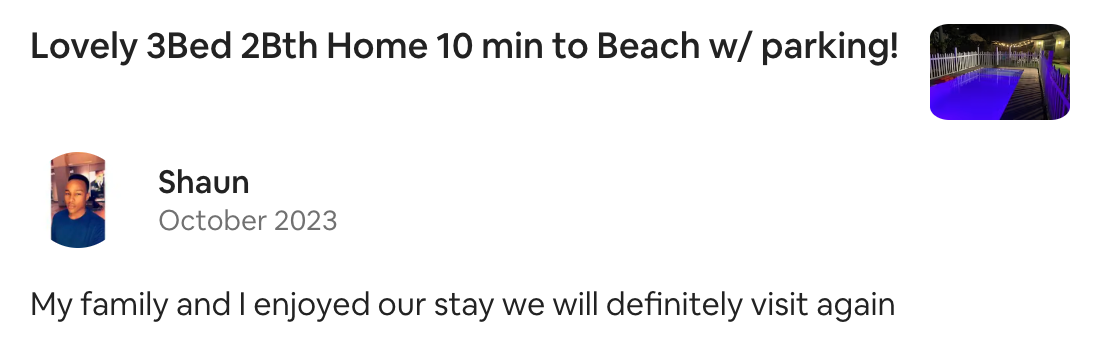 Lovely 3Bed 2Bth Home 10 min to Beach w/ parking!
Shaun
October 2023
My family and I enjoyed our stay we will definitely visit again